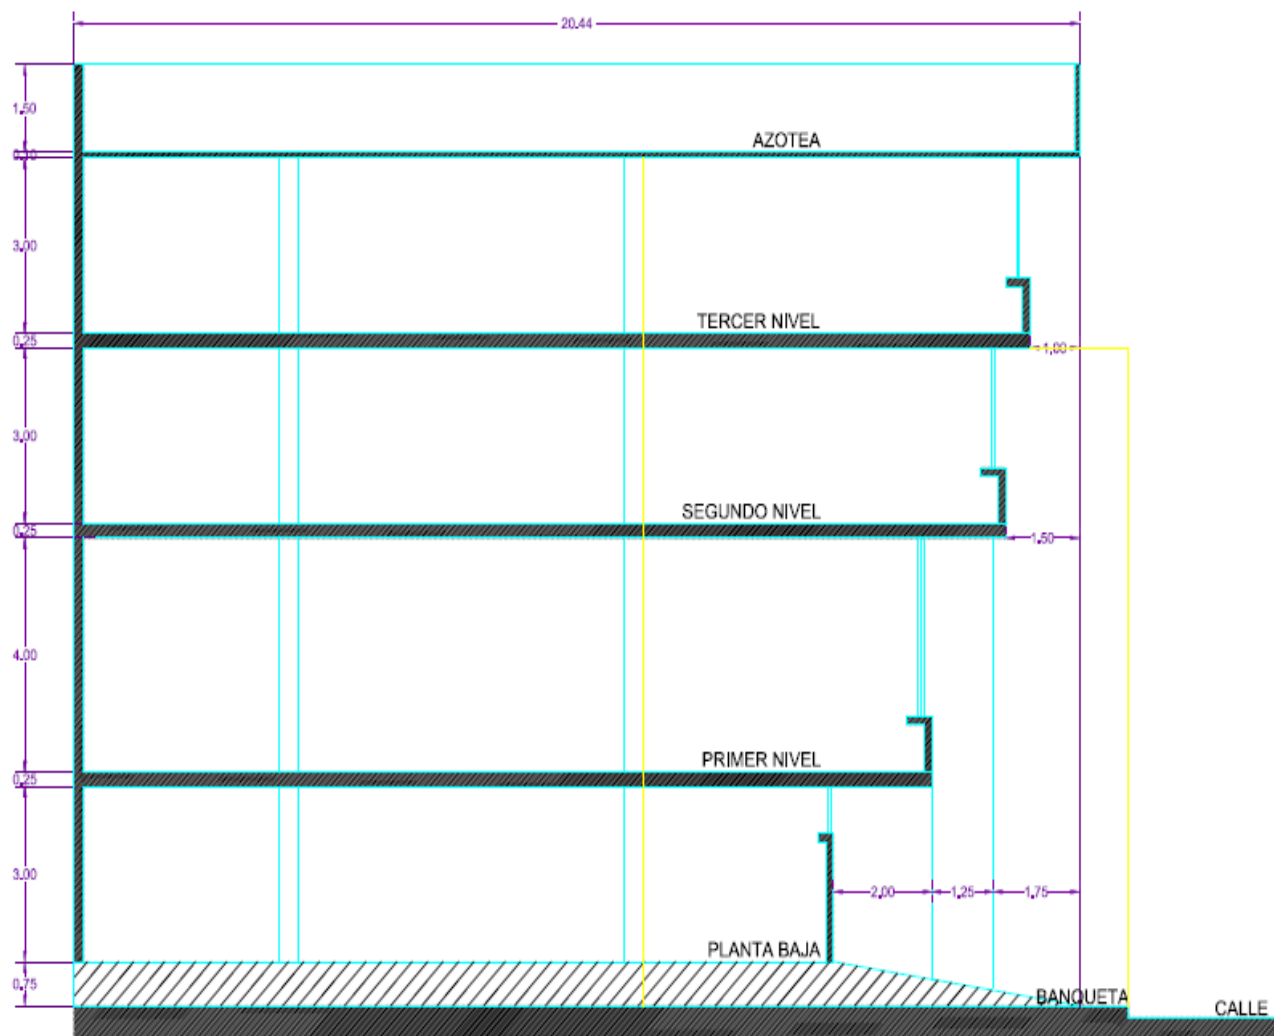 20.44
1.50
AZOTEA
0.10
3.00
TERCER NIVEL
0.25
1.00
3.00
SEGUNDO NIVEL
0.25
1.50
4.00
PRIMER NIVEL
0.25
3.00
2.00 1.25 1.75
PLANTA BAJA
0.75
BANQUETA
CALLE